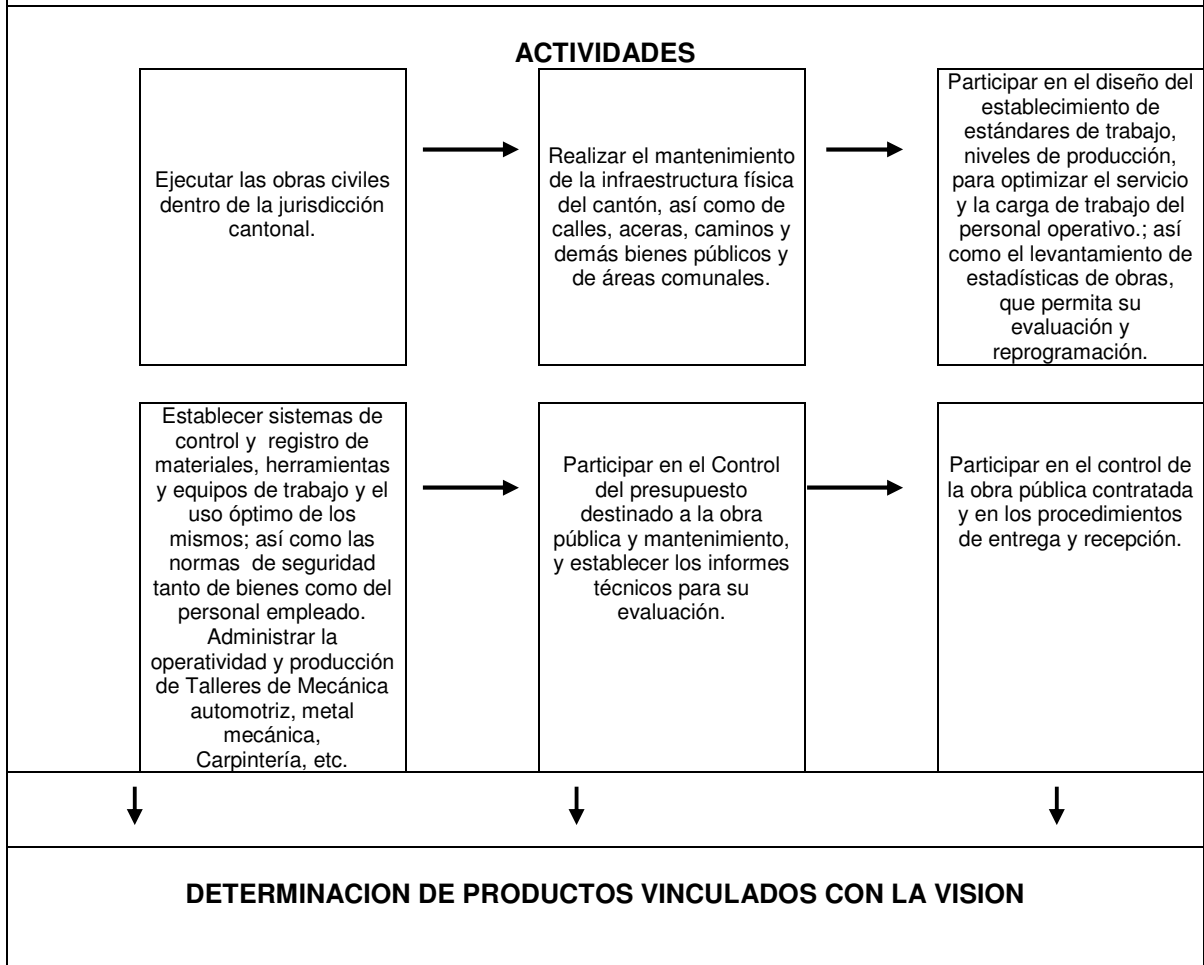 ACTIVIDADES
Ejecutar las obras civiles
dentro de la jurisdicción
cantonal.
Realizar el mantenimiento
de la infraestructura física
del cantón, así como de
calles, aceras, caminos y
demás bienes públicos y
de áreas comunales.
Participar en el diseño del
establecimiento de
estándares de trabajo,
niveles de producción,
para optimizar el servicio
y la carga de trabajo del
personal operativo.; así
como el levantamiento de
estadísticas de obras,
que permita su
evaluación y
reprogramación.
Establecer sistemas de
control y registro de
materiales, herramientas
y equipos de trabajo y el
uso óptimo de los
mismos; así como las
normas de seguridad
tanto de bienes como del
personal empleado.
Administrar la
operatividad y producción
de Talleres de Mecánica
automotriz, metal
mecánica,
Carpintería, etc.
Participar en el Control
del presupuesto
destinado a la obra
pública y mantenimiento,
y establecer los informes
técnicos para su
evaluación.
Participar en el control de
la obra pública contratada
y en los procedimientos
de entrega y recepción.
DETERMINACION DE PRODUCTOS VINCULADOS CON LA VISION